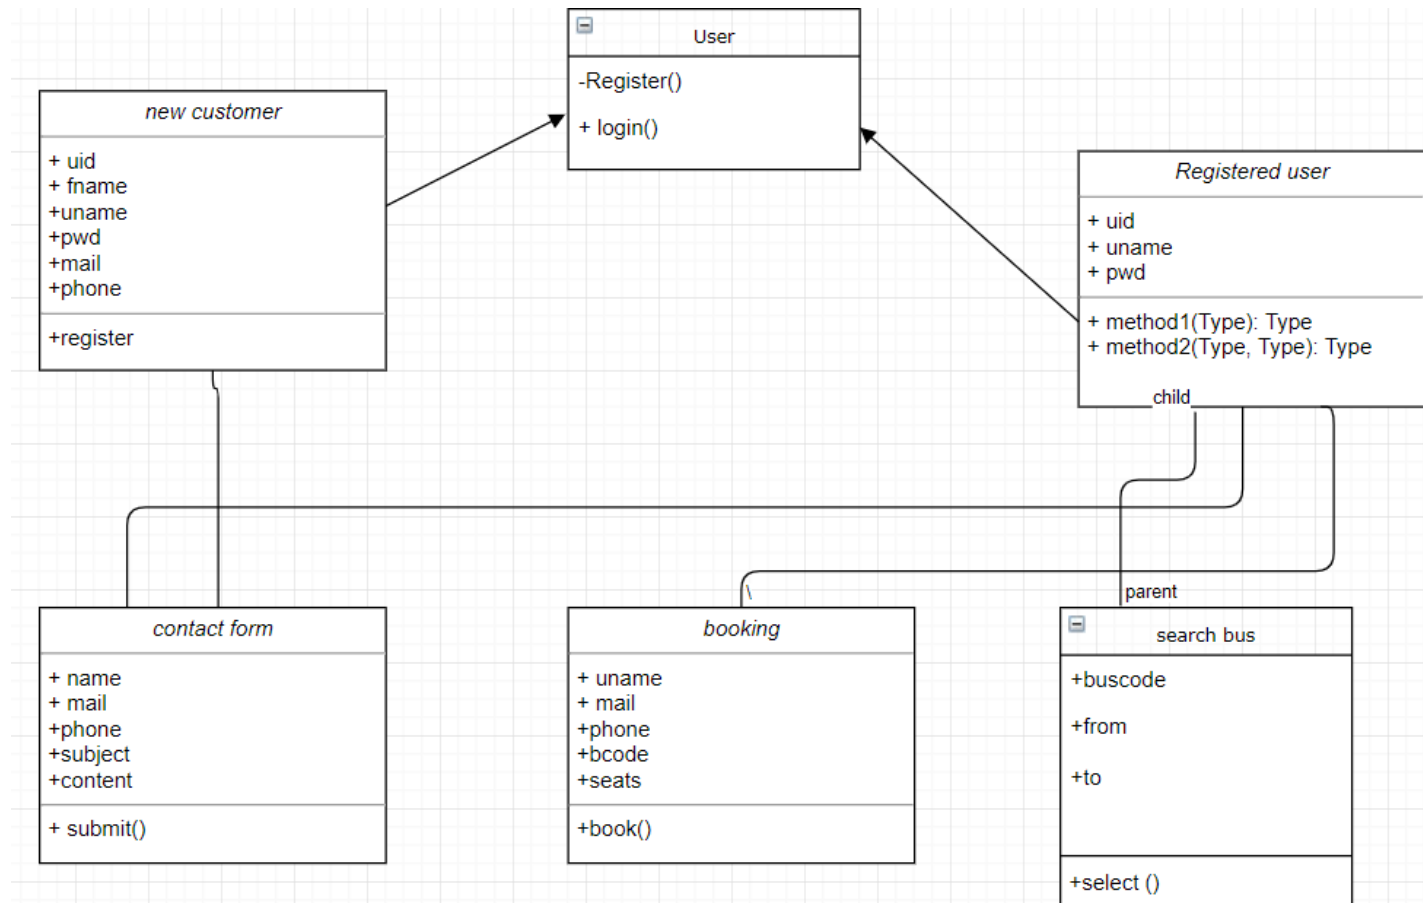 User
-Register()
+ login()
new customer
+ uid
+ fname
+uname
+pwd
+mail
+phone
+register
Registered user
+ uid
+ uname
+ pwd
+ method1(Type): Type
+ method2(Type, Type): Type
child
\
parent
contact form
+ name
+ mail
+phone
+subject
+content
+ submit()
booking
+ uname
+ mail
+phone
+bcode
+seats
+book()
search bus
+buscode
+from
+to
+select ()